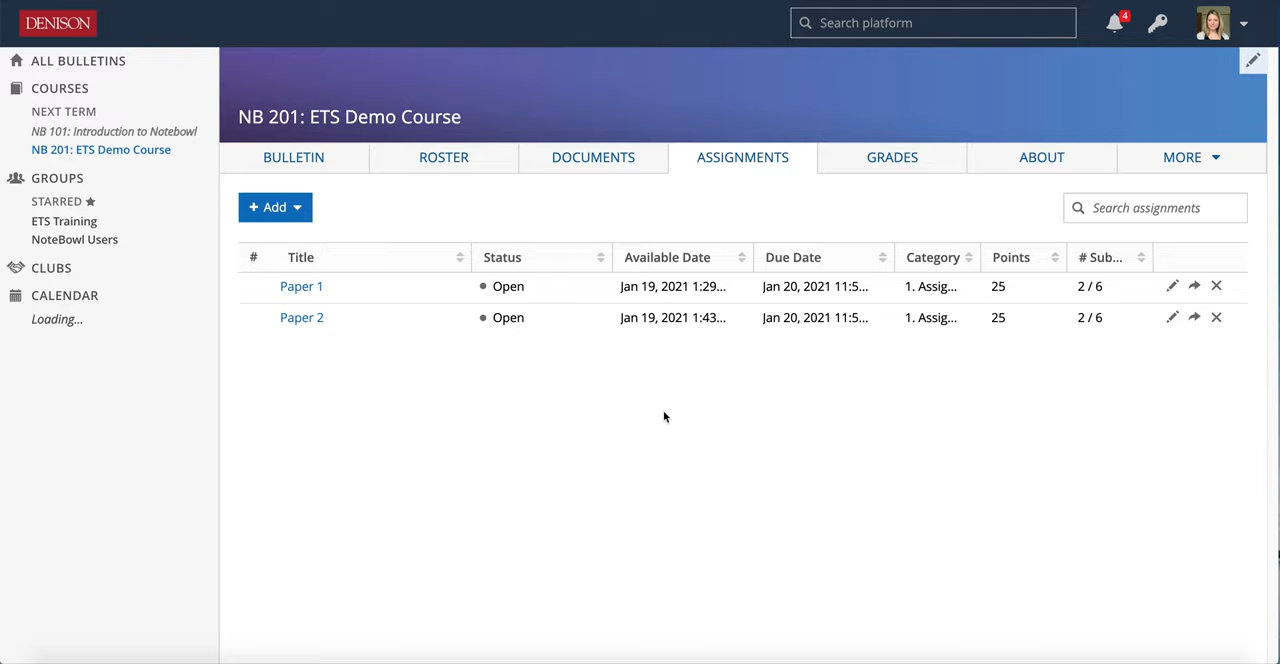 DENISON
Search platform
4
ALL BULLETINS
COURSES
NEXT TERM
NB 101: Introduction to Notebowl
NB 201: ETS Demo Course
GROUPS
STARRED
ETS Training
NoteBowl Users
CLUBS
CALENDAR
Loading...
NB 201: ETS Demo Course
BULLETIN ROSTER DOCUMENTS ASSIGNMENTS GRADES ABOUT MORE
+ Add
Search assignments
# Title Status Available Date Due Date Category Points # Sub...
Paper 1 Open Jan 19, 2021 1:29... Jan 20, 2021 11:5... 1. Assig... 25 2 / 6
Paper 2 Open Jan 19, 2021 1:43... Jan 20, 2021 11:5... 1. Assig... 25 2 / 6